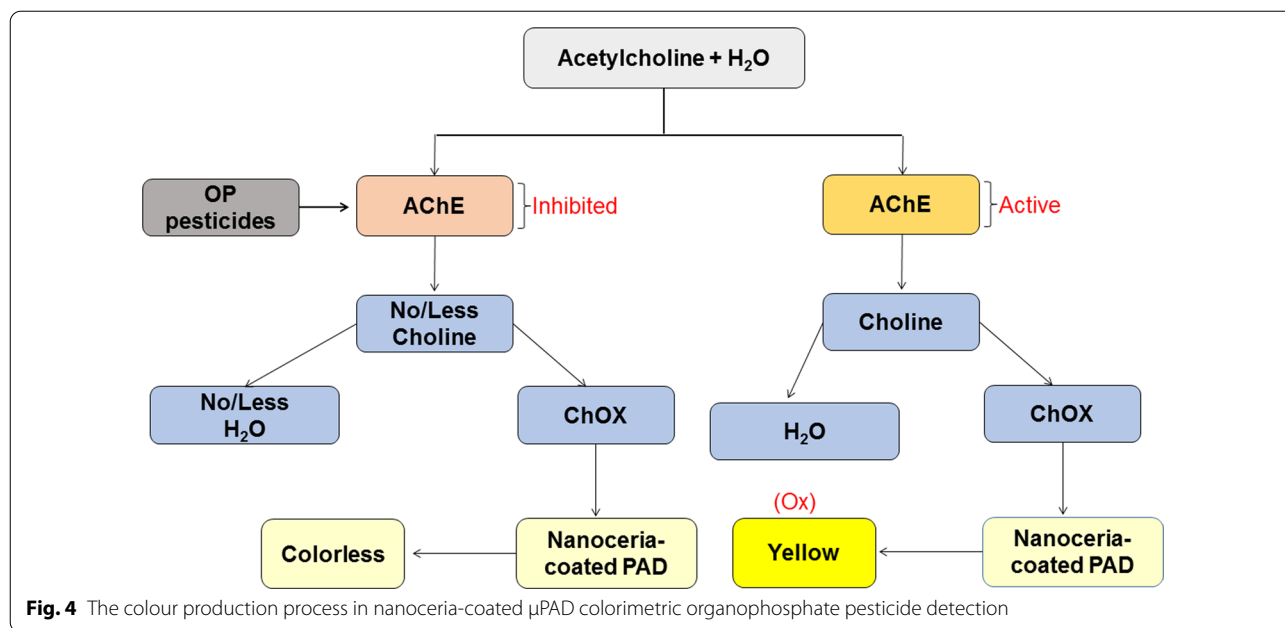 Acetylcholine + H₂O
OP
pesticides
AChE
Inhibited
AChE
Active
No/Less
Choline
Choline
No/Less
H₂O
ChOX
H₂O
ChOX
(Ox)
Colorless
Nanoceria-
coated PAD
Yellow
Nanoceria-
coated PAD
Fig. 4 The colour production process in nanoceria-coated µPAD colorimetric organophosphate pesticide detection